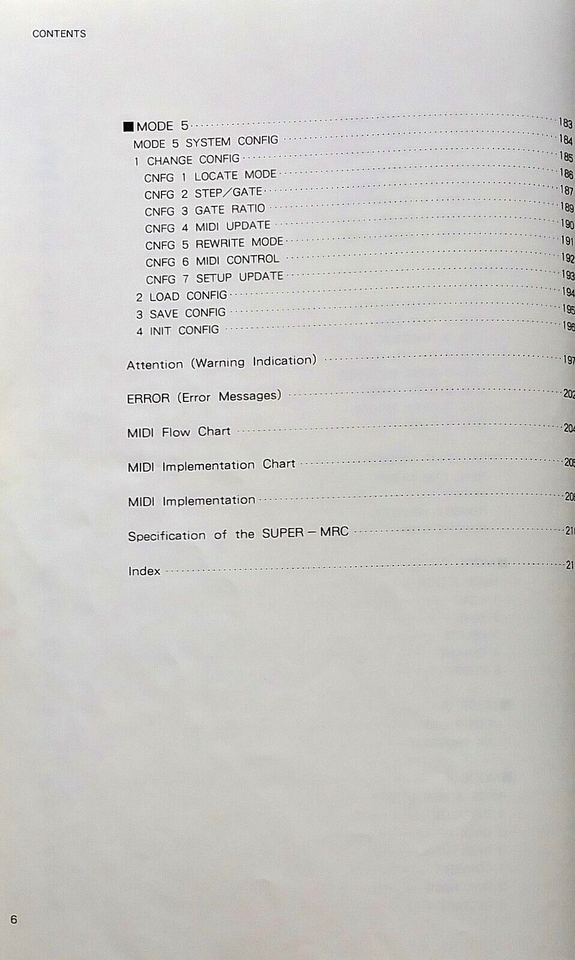 CONTENTS
■MODE 5 183
MODE 5 SYSTEM CONFIG 184
1 CHANGE CONFIG 185
CNFG 1 LOCATE MODE 186
CNFG 2 STEP/GATE 187
CNFG 3 GATE RATIO 189
CNFG 4 MIDI UPDATE 190
CNFG 5 REWRITE MODE 191
CNFG 6 MIDI CONTROL 192
CNFG 7 SETUP UPDATE 193
2 LOAD CONFIG 194
3 SAVE CONFIG 195
4 INIT CONFIG 196
Attention (Warning Indication) 197
ERROR (Error Messages) 202
MIDI Flow Chart 204
MIDI Implementation Chart
MIDI Implementation
Specification of the SUPER-MRC
Index
6